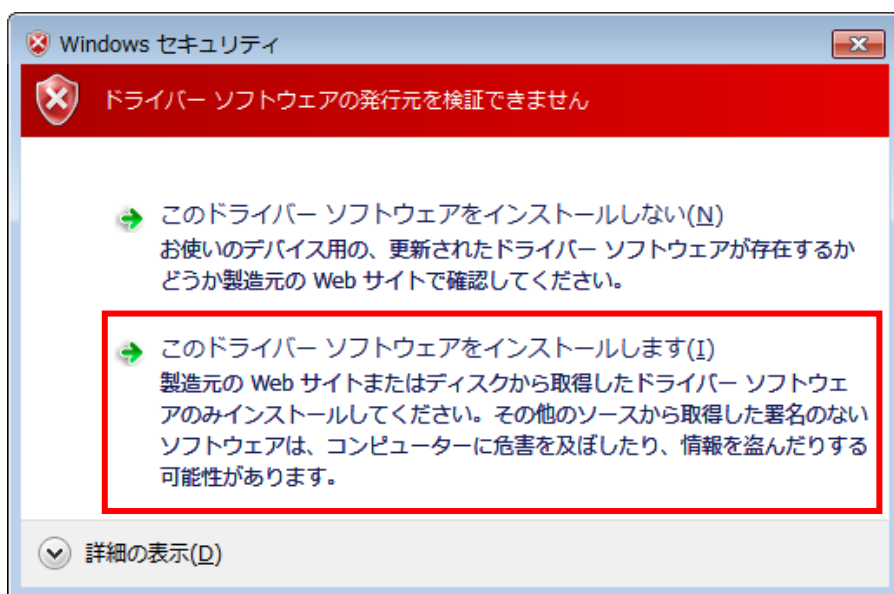 Windows セキュリティ
ドライバー ソフトウェアの発行元を検証できません
このドライバー ソフトウェアをインストールしない(N)
お使いのデバイス用の、更新されたドライバー ソフトウェアが存在するか
どうか製造元の Web サイトで確認してください。
このドライバー ソフトウェアをインストールします(I)
製造元の Web サイトまたはディスクから取得したドライバー ソフトウェ
アのみインストールしてください。その他のソースから取得した署名のない
ソフトウェアは、コンピューターに危害を及ぼしたり、情報を盗んだりする
可能性があります。
詳細の表示(D)